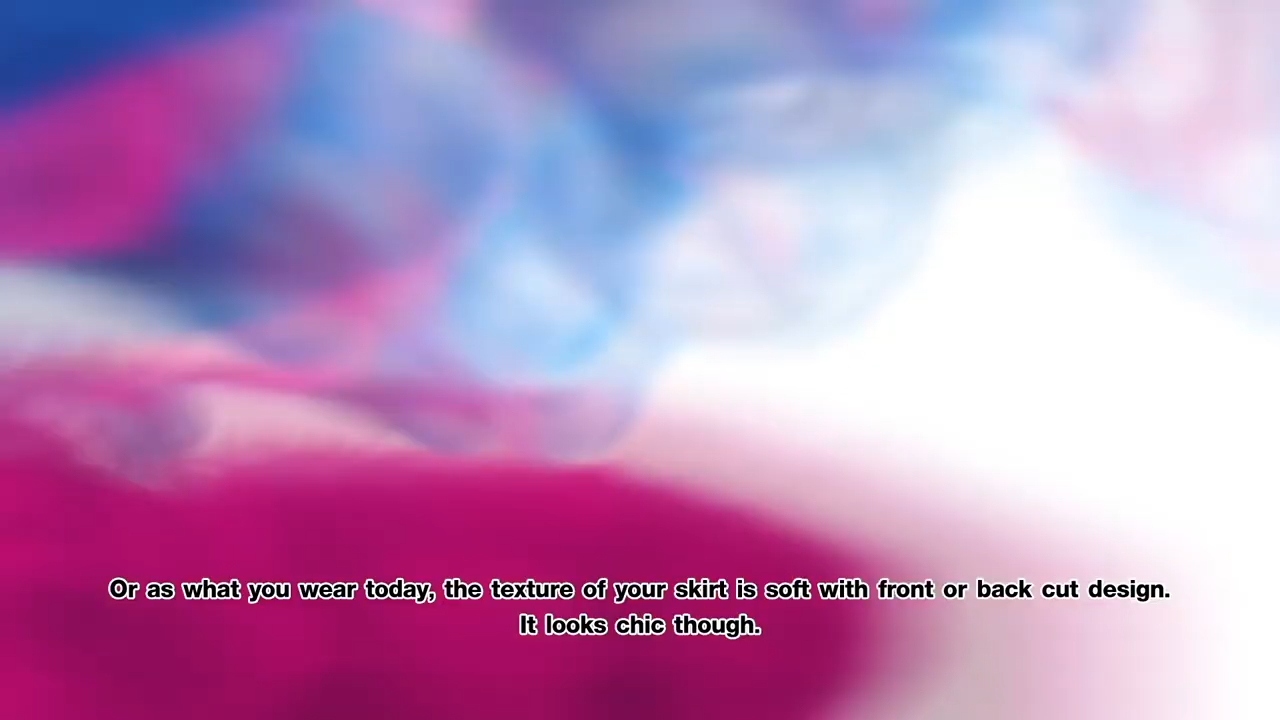 Or as what you wear today, the texture of your skirt is soft with front or back cut design.
It looks chic though.